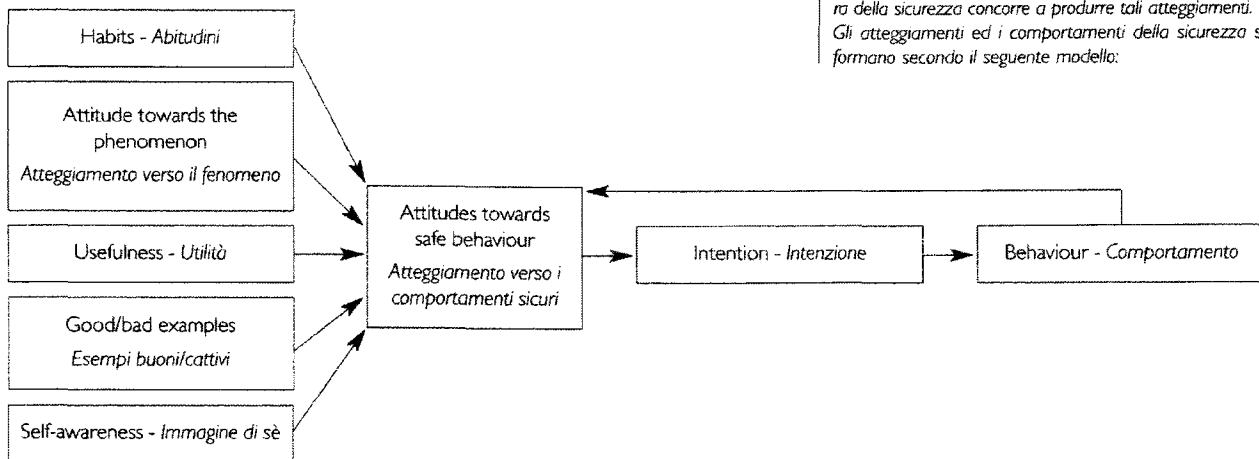 ra della sicurezza concorre a produrre tali atteggiamenti.
Gli atteggiamenti ed i comportamenti della sicurezza s
formano secondo il seguente modello:
Habits - Abitudini
Attitude towards the
phenomenon
Atteggiamento verso il fenomeno
Usefulness - Utilità
Good/bad examples
Esempi buoni/cattivi
Self-awareness - Immagine di sè
Attitudes towards
safe behaviour
Atteggiamento verso i
comportamenti sicuri
Intention - Intenzione
Behaviour - Comportamento